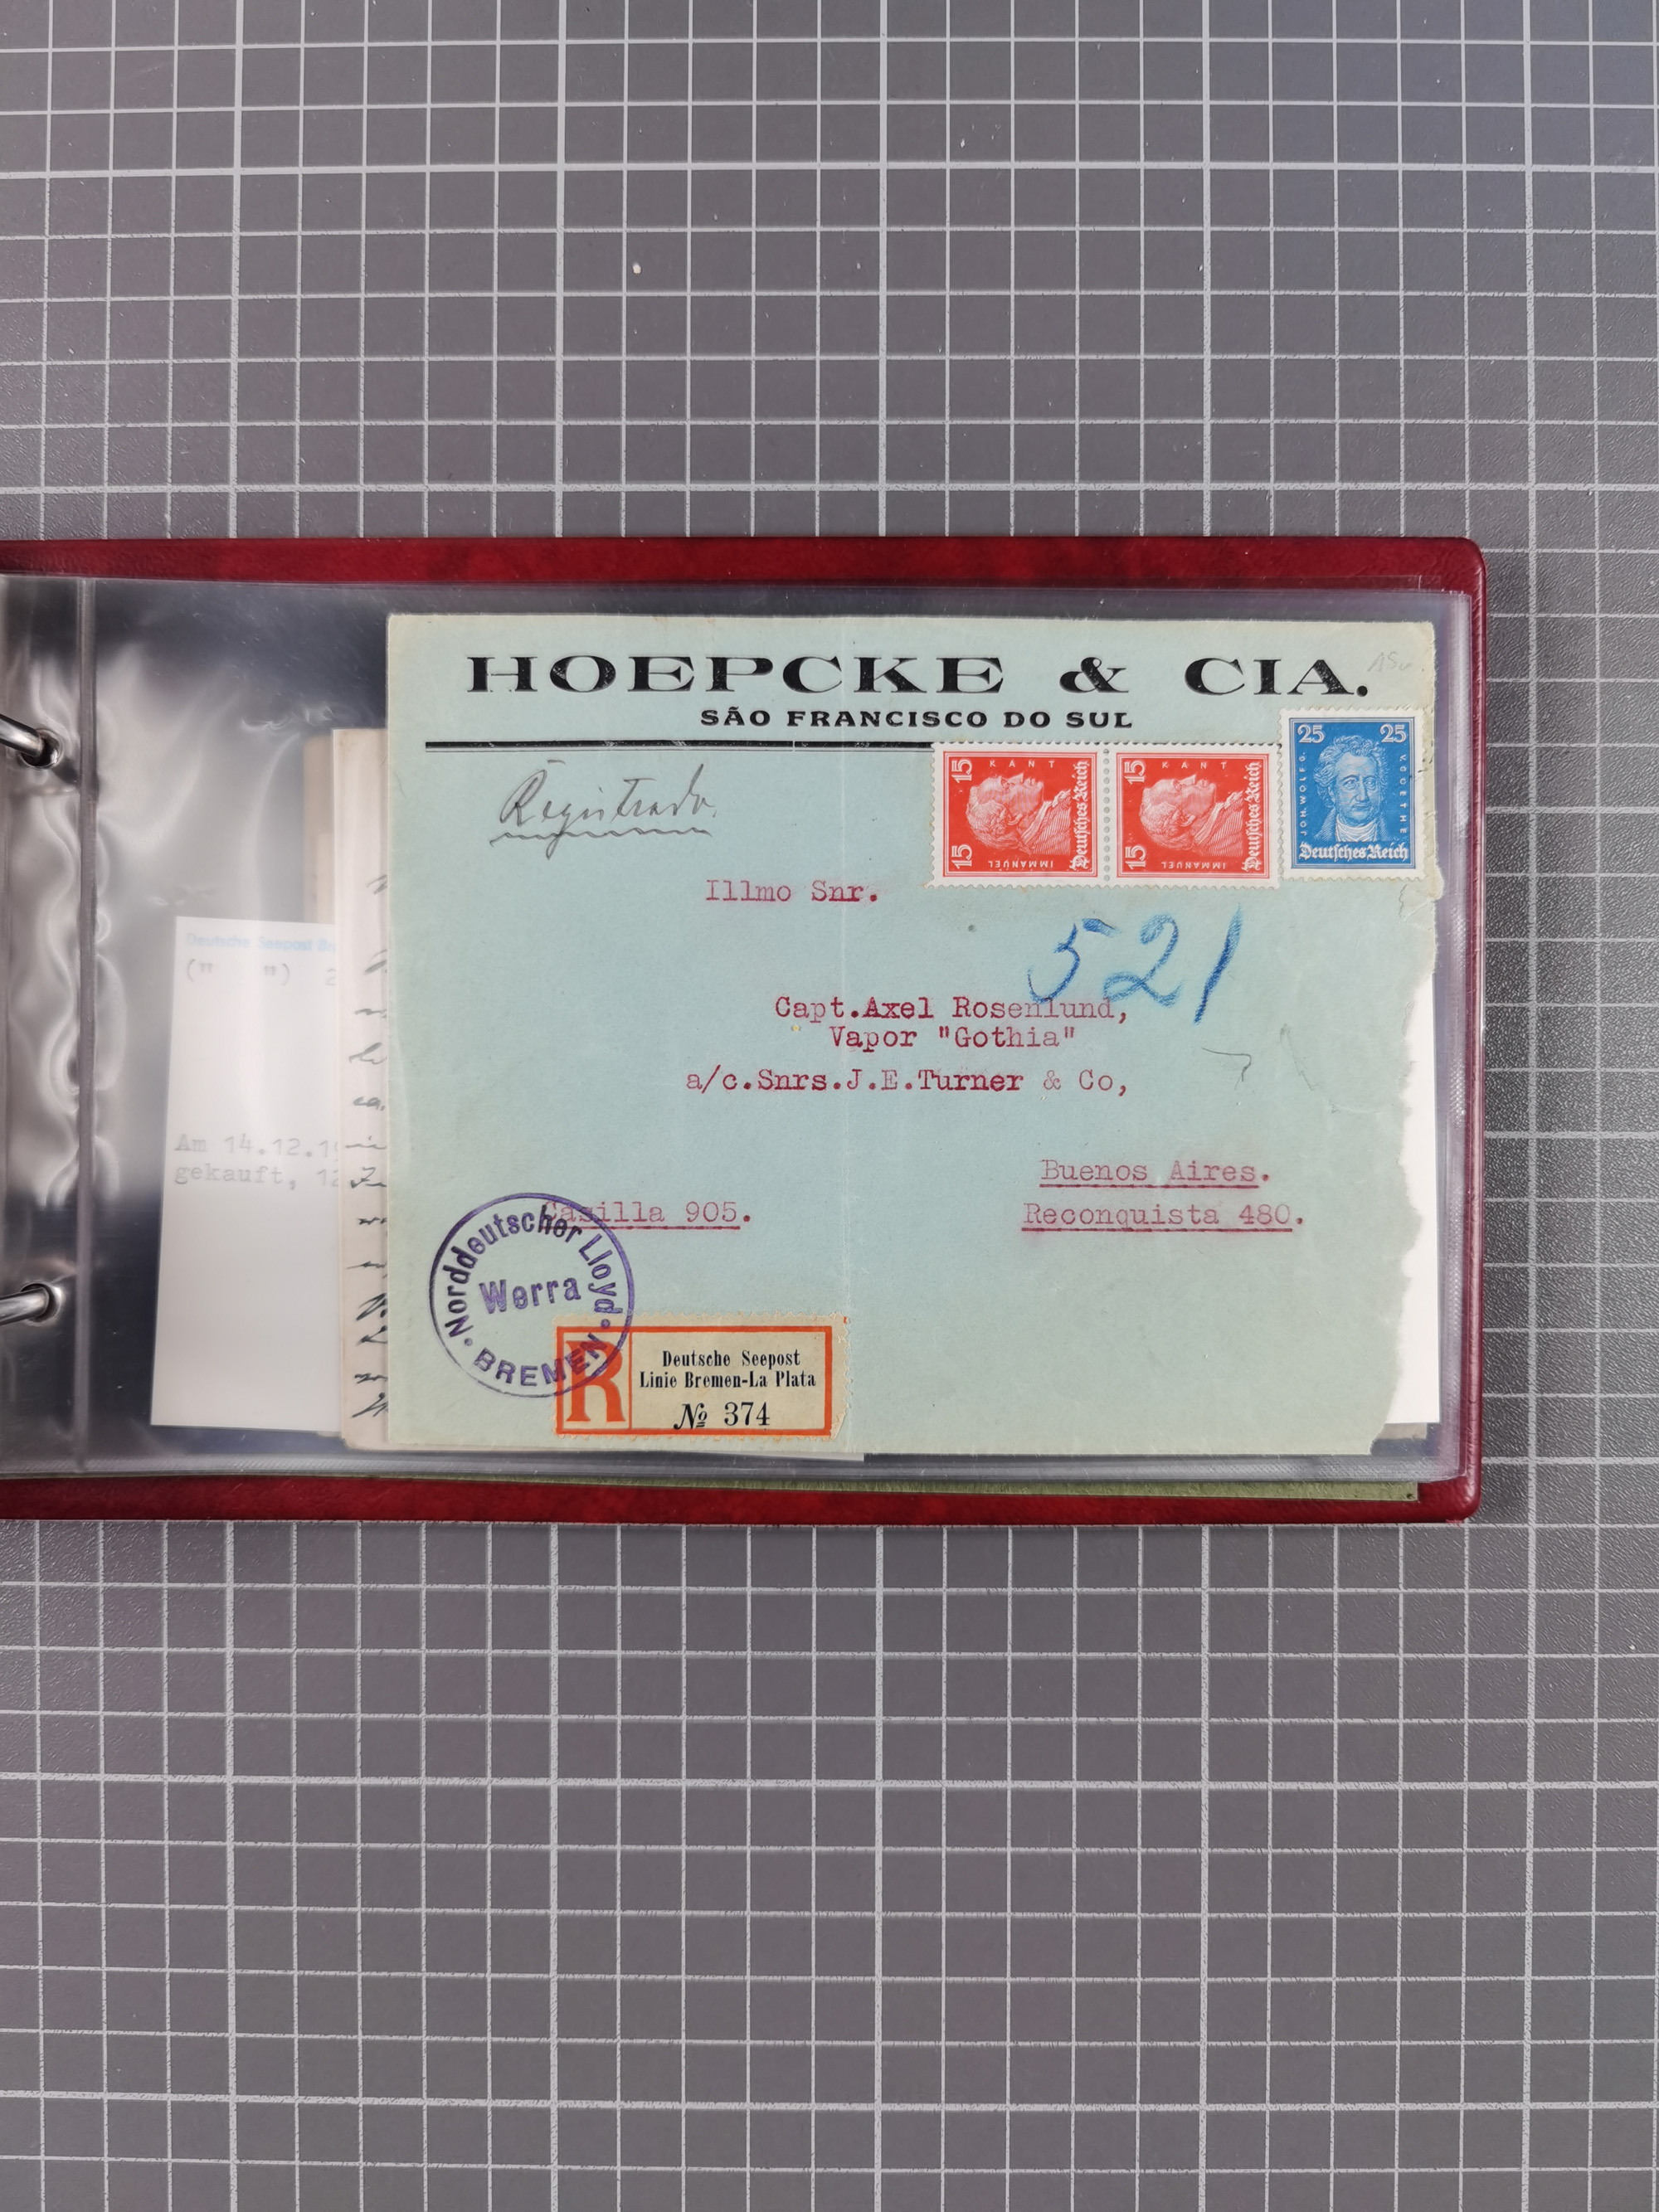 HOEPCKE & CIA.
SÃO FRANCISCO DO SUL
Registrado.
15 15
IMMANUEL KANT
Deutsches Reich
15 15
IMMANUEL KANT
Deutsches Reich
25 25
JOH. WOLFG. V. GOETHE
Deutsches Reich
Illmo Snr.
521
Capt.Axel Rosenlund,
Vapor "Gothia"
a/c.Snrs.J.E.Turner & Co,
Buenos Aires.
Casilla 905.
Reconquista 480.
Norddeutscher Lloyd
Werra
BREMEN
R
Deutsche Seepost
Linie Bremen-La Plata
№ 374
Deutsche Seepost
Am 14.12.1
gekauft, 12